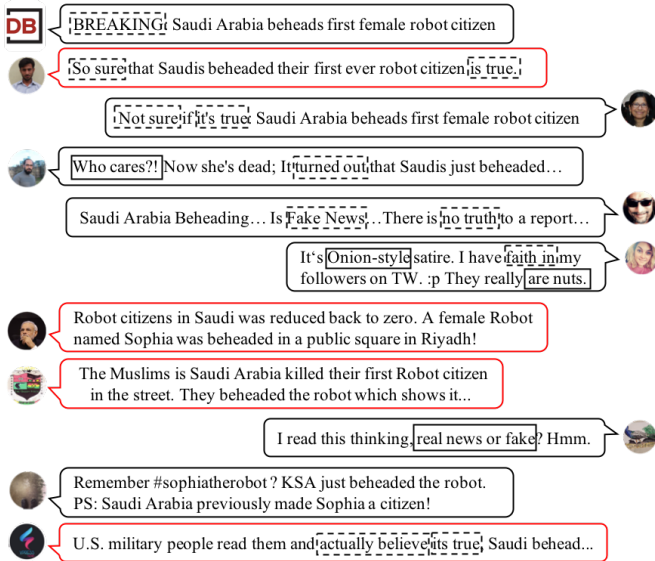 DB
BREAKING: Saudi Arabia beheads first female robot citizen
So sure that Saudis beheaded their first ever robot citizen is true.
Not sure if it's true: Saudi Arabia beheads first female robot citizen
Who cares?! Now she's dead; It turned out that Saudis just beheaded…
Saudi Arabia Beheading… Is Fake News…There is no truth to a report…
It‘s Onion-style satire. I have faith in my
followers on TW. :p They really are nuts.
Robot citizens in Saudi was reduced back to zero. A female Robot
named Sophia was beheaded in a public square in Riyadh!
The Muslims is Saudi Arabia killed their first Robot citizen
in the street. They beheaded the robot which shows it...
I read this thinking, real news or fake? Hmm.
Remember #sophiatherobot ? KSA just beheaded the robot.
PS: Saudi Arabia previously made Sophia a citizen!
U.S. military people read them and actually believe its true, Saudi behead...